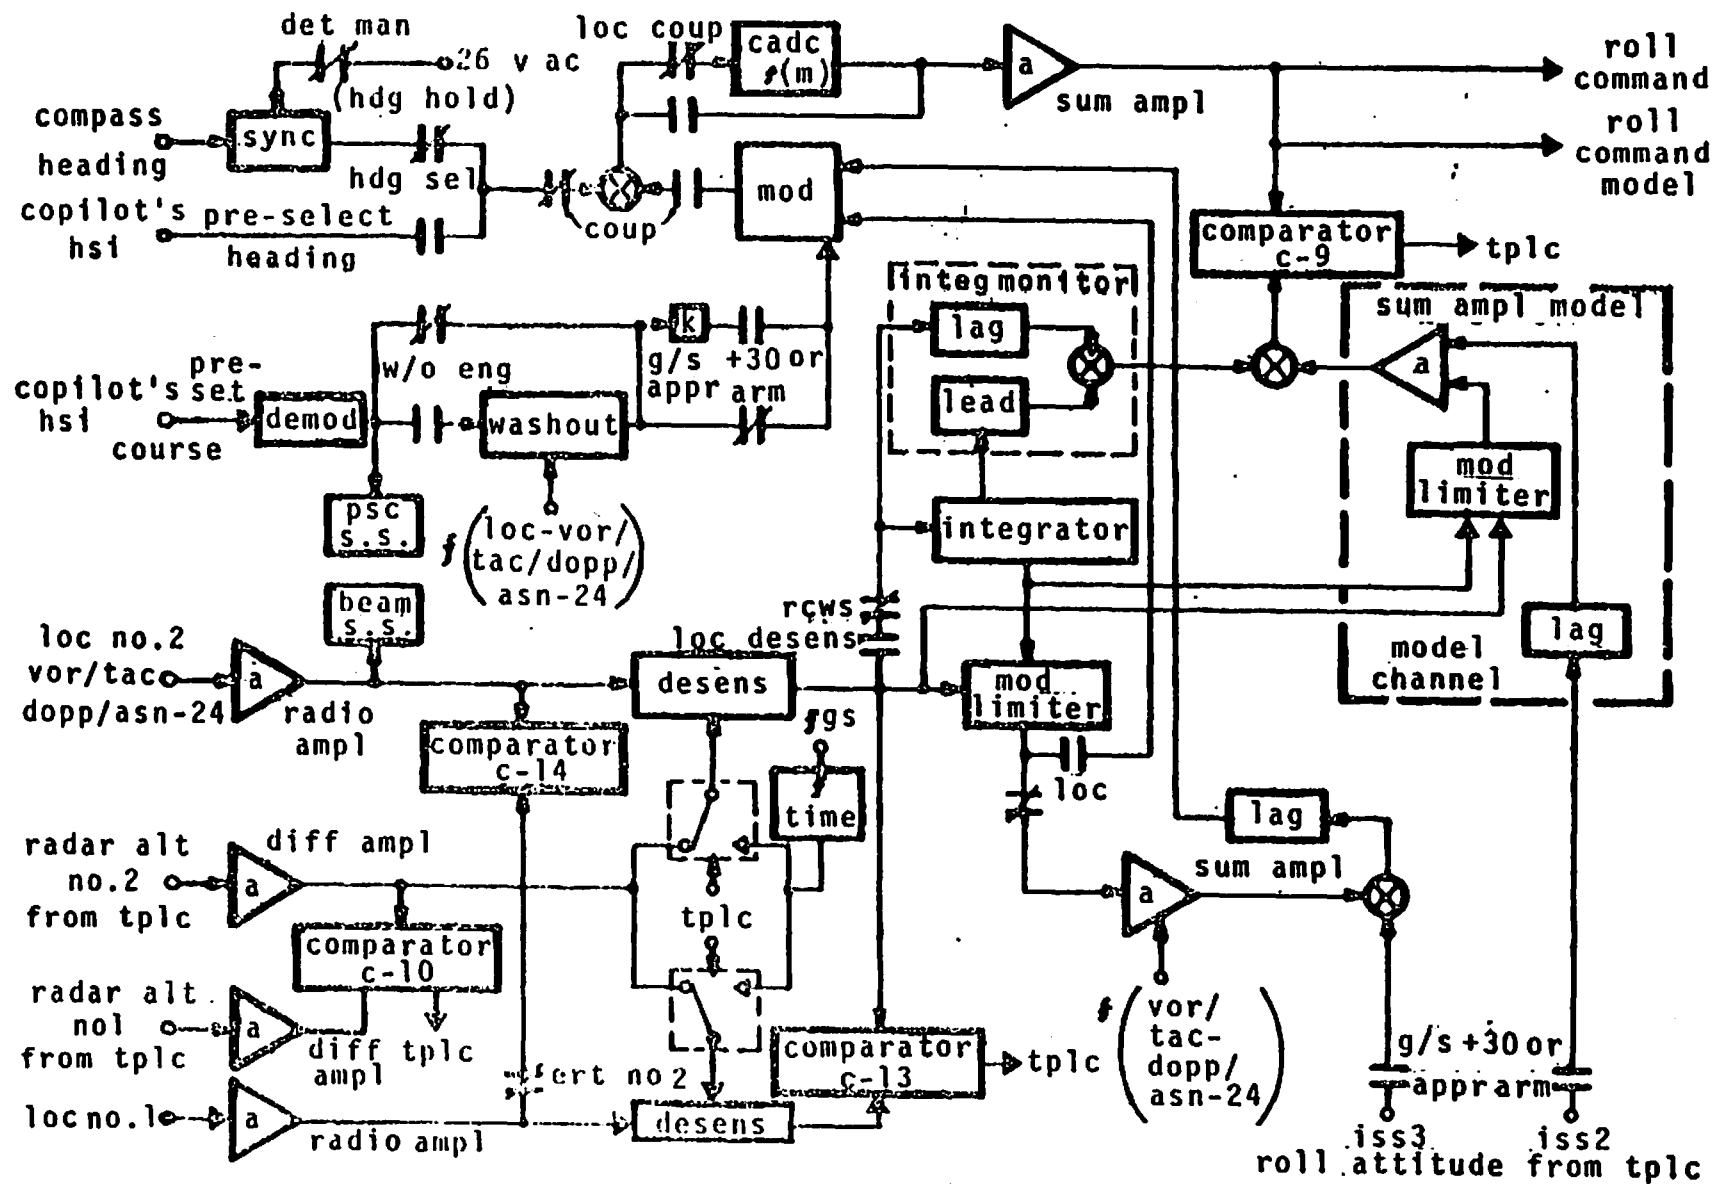 det man
26 v ac
(hdg hold)
compass
heading
sync
hdg sel
copilot's
hsi
pre-select
heading
loc coup
cadc
f(m)
a
sum ampl
roll
command
roll
command
model
(coup)
mod
comparator
c-9
tplc
integ monitor
lag
lead
sum ampl model
a
mod
limiter
lag
model
channel
copilot's
hsi
pre-
set
course
demod
w/o eng
washout
k
g/s +30 or
appr arm
psc
s.s.
f (loc-vor/
tac/dopp/
asn-24)
integrator
beam
s.s.
loc no.2
vor/tac
dopp/asn-24
a
radio
ampl
loc desens
desens
rcws
mod
limiter
loc
comparator
c-14
fgs
f
time
radar alt
no.2
from tplc
a
diff ampl
tplc
comparator
c-10
tplc
radar alt
no1
from tplc
a
diff
ampl
loc no.1
a
radio ampl
no2
desens
comparator
c-13
tplc
a
sum ampl
lag
f (vor/
tac-
dopp/
asn-24)
g/s +30 or
appr arm
iss3
iss2
roll attitude from tplc